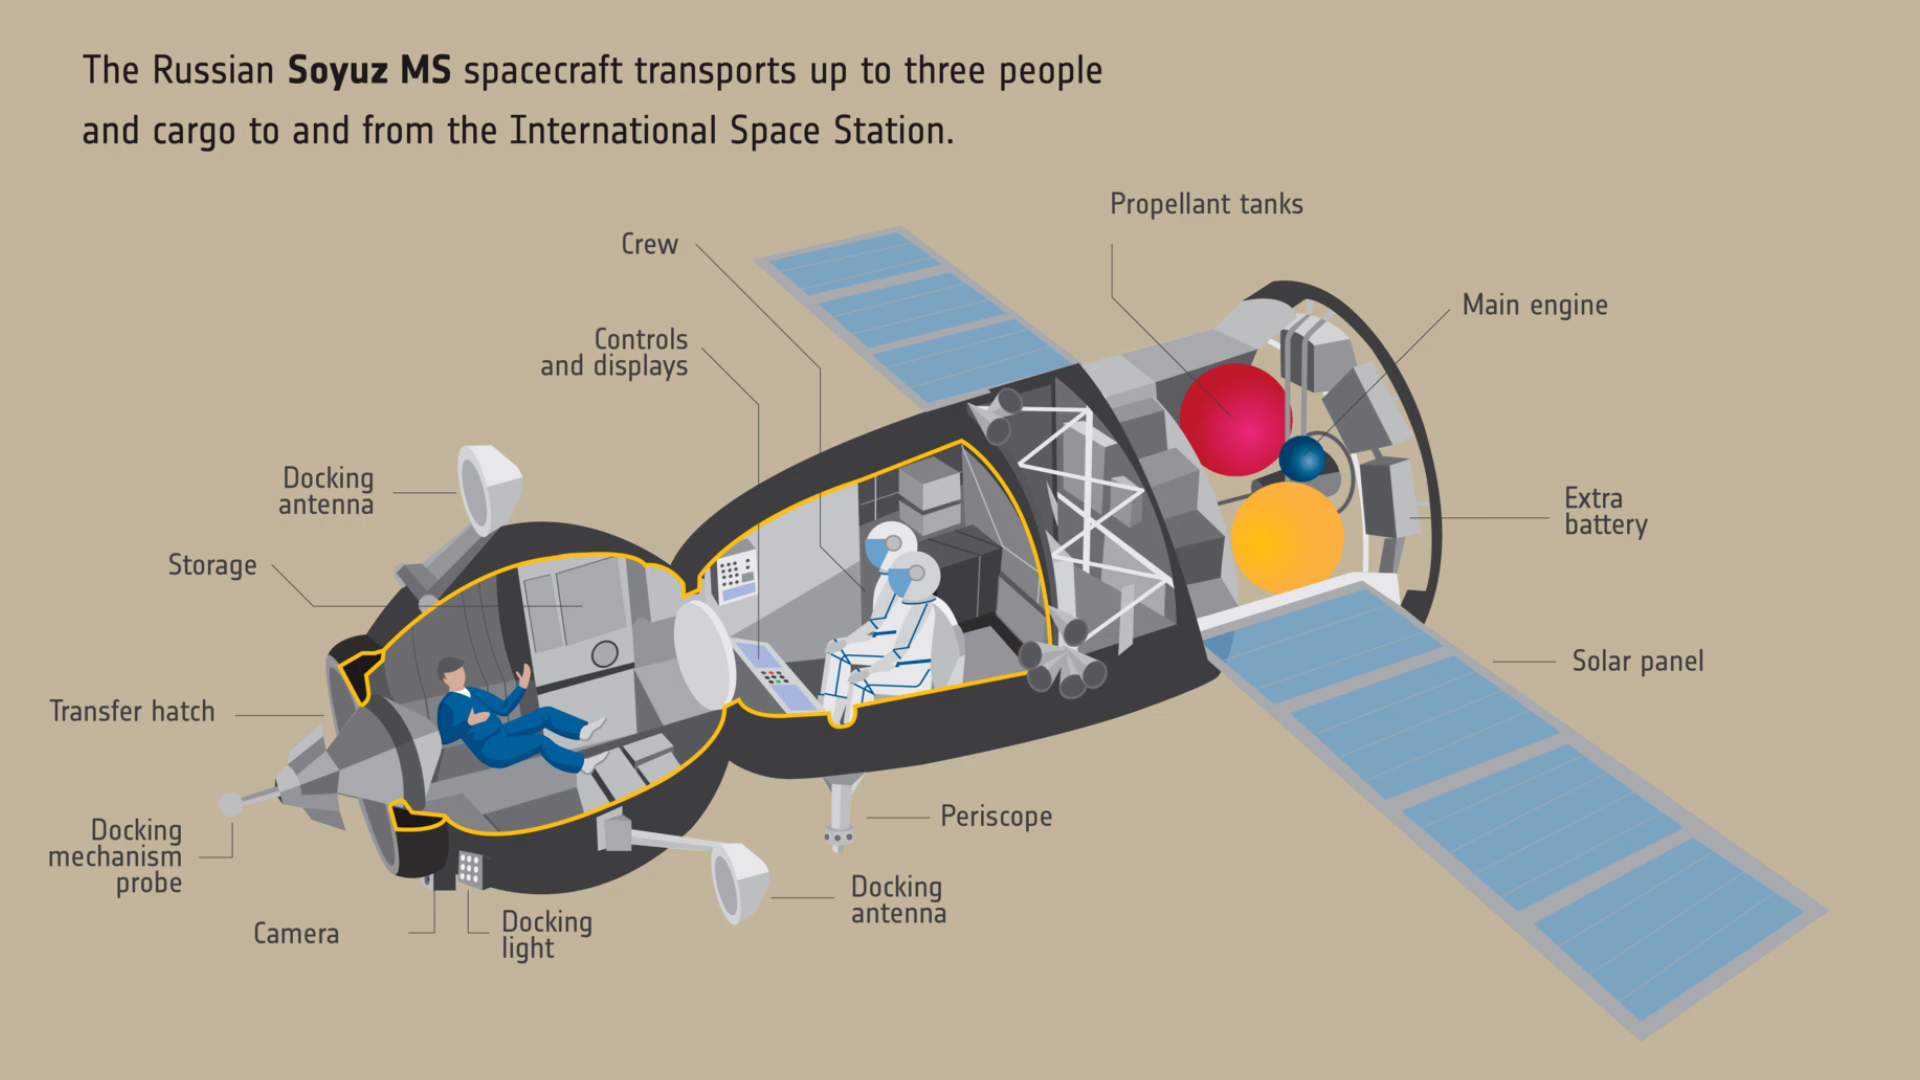 The Russian Soyuz MS spacecraft transports up to three people
and cargo to and from the International Space Station.
Propellant tanks
Crew
Main engine
Controls
and displays
Docking
antenna
Extra
battery
Storage
Solar panel
Transfer hatch
Periscope
Docking
mechanism
probe
Docking
antenna
Camera
Docking
light